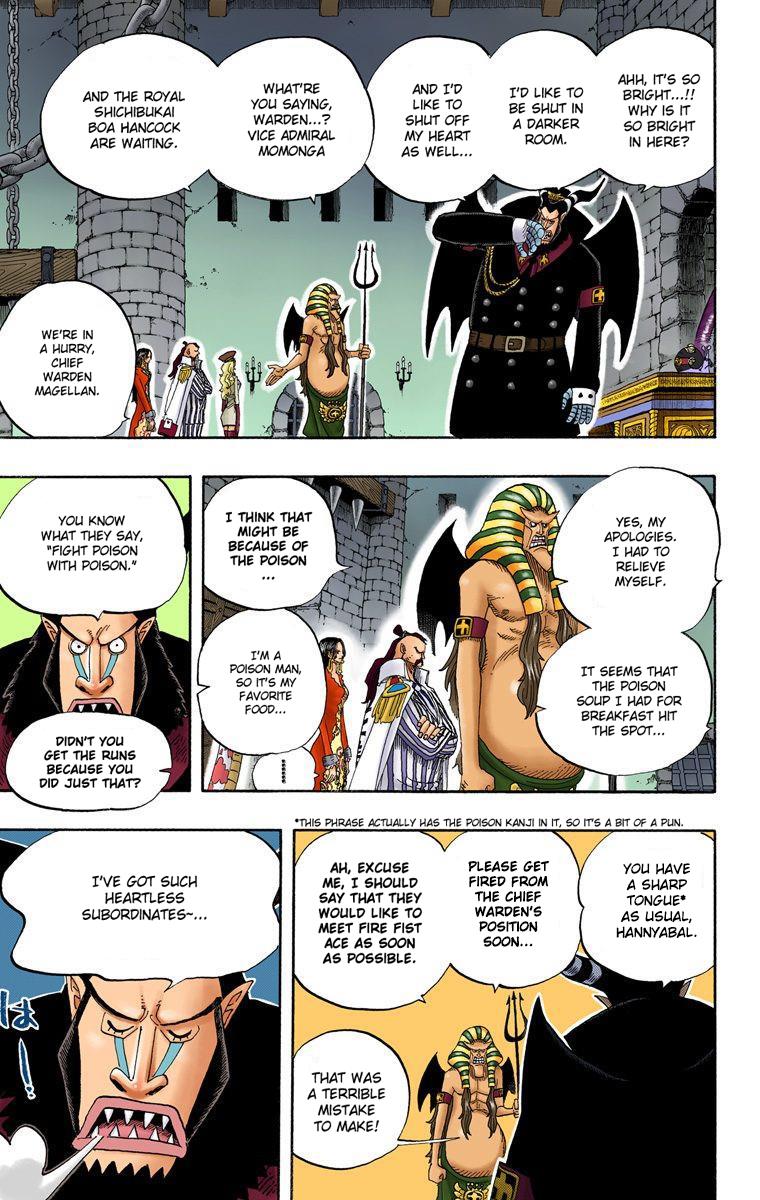 AHH, IT'S SO
BRIGHT...!!
WHY IS IT
SO BRIGHT
IN HERE?
I'D LIKE TO
BE SHUT IN
A DARKER
ROOM.
AND I'D
LIKE TO
SHUT OFF
MY HEART
AS WELL...
WHAT'RE
YOU SAYING,
WARDEN...?
VICE ADMIRAL
MOMONGA
AND THE ROYAL
SHICHIBUKAI
BOA HANCOCK
ARE WAITING.
WE'RE IN
A HURRY,
CHIEF
WARDEN
MAGELLAN.
YES, MY
APOLOGIES.
I HAD TO
RELIEVE
MYSELF.
IT SEEMS THAT
THE POISON
SOUP I HAD FOR
BREAKFAST HIT
THE SPOT...
I THINK THAT
MIGHT BE
BECAUSE OF
THE POISON
...
I'M A
POISON MAN,
SO IT'S MY
FAVORITE
FOOD...
......
YOU KNOW
WHAT THEY SAY,
"FIGHT POISON
WITH POISON."
DIDN'T YOU
GET THE RUNS
BECAUSE YOU
DID JUST THAT?
*THIS PHRASE ACTUALLY HAS THE POISON KANJI IN IT, SO IT'S A BIT OF A PUN.
YOU HAVE
A SHARP
TONGUE*
AS USUAL,
HANNYABAL.
PLEASE GET
FIRED FROM
THE CHIEF
WARDEN'S
POSITION
SOON...
AH, EXCUSE
ME, I SHOULD
SAY THAT THEY
WOULD LIKE TO
MEET FIRE FIST
ACE AS SOON
AS POSSIBLE.
THAT WAS
A TERRIBLE
MISTAKE
TO MAKE!
I'VE GOT SUCH
HEARTLESS
SUBORDINATES~...
は
!